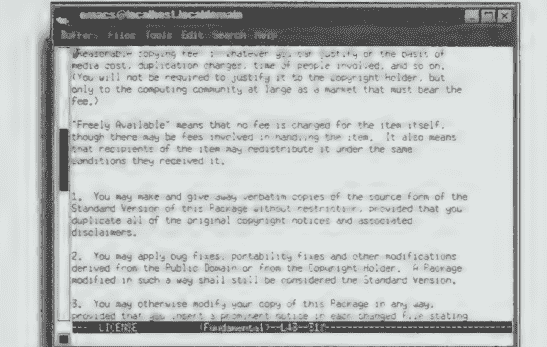 emacs@localhost.localdomain
Buffers Files Tools Edit Search Help
"Reasonable copying fee" is whatever you can justify on the basis of
media cost, duplication charges, time of people involved, and so on.
(You will not be required to justify it to the copyright holder, but
only to the computing community at large as a market that must bear the
fee.)
"Freely Available" means that no fee is charged for the item itself,
though there may be fees involved in handling the item. It also means
that recipients of the item may redistribute it under the same
conditions they received it.
1. You may make and give away verbatim copies of the source form of the
Standard Version of this Package without restriction, provided that you
duplicate all of the original copyright notices and associated
disclaimers.
2. You may apply bug fixes, portability fixes and other modifications
derived from the Public Domain or from the Copyright Holder. A Package
modified in such a way shall still be considered the Standard Version.
3. You may otherwise modify your copy of this Package in any way,
provided that you insert a prominent notice in each changed file stating
--- LICENSE (Fundamental)--L43--31%